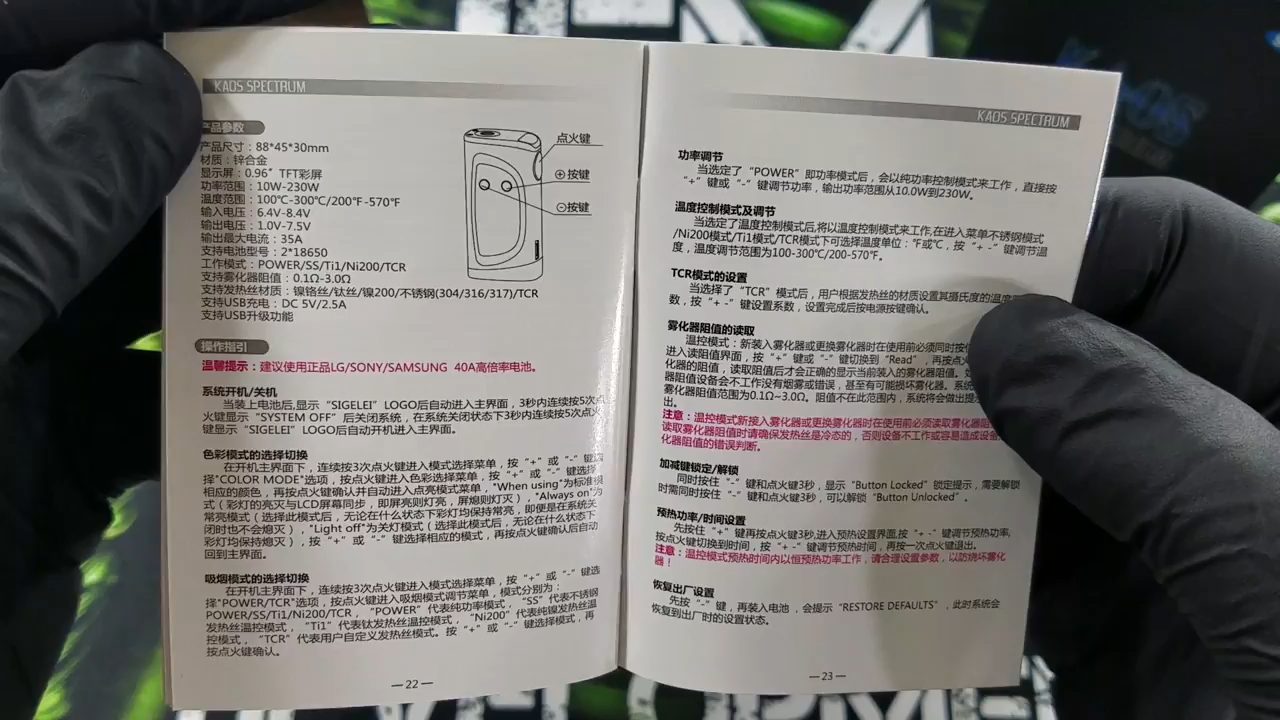 KAOS SPECTRUM
产品参数
产品尺寸：88*45*30mm
材质：锌合金
显示屏：0.96″TFT彩屏
功率范围：10W-230W
温度范围：100℃-300℃/200℉-570℉
输入电压：6.4V-8.4V
输出电压：1.0V-7.5V
输出最大电流：35A
支持电池型号：2*18650
工作模式：POWER/SS/Ti1/Ni200/TCR
支持雾化器阻值：0.1Ω-3.0Ω
支持发热丝材质：镍铬丝/钛丝/镍200/不锈钢(304/316/317)/TCR
支持USB充电：DC 5V/2.5A
支持USB升级功能
点火键
⊕按键
⊖按键
操作指引
温馨提示：建议使用正品LG/SONY/SAMSUNG 40A高倍率电池。
系统开机/关机
当装上电池后,显示“SIGELEI”LOGO后自动进入主界面，3秒内连续按5次点
火键显示“SYSTEM OFF”后关闭系统，在系统关闭状态下3秒内连续按5次点火
键显示“SIGELEI”LOGO后自动开机进入主界面。
色彩模式的选择切换
在开机主界面下，连续按3次点火键进入模式选择菜单，按“+”或“-”键选
择"COLOR MODE"选项，按点火键进入色彩选择菜单，按“+”或“-”键选择
相应的颜色，再按点火键确认并自动进入点亮模式菜单，"When using"为标准模
式（彩灯的亮灭与LCD屏幕同步，即屏亮则灯亮，屏熄则灯灭），"Always on"为
常亮模式（选择此模式后，无论在什么状态下彩灯均保持常亮，即便是在系统关
闭时也不会熄灭），"Light off"为关灯模式（选择此模式后，无论在什么状态下
彩灯均保持熄灭），按“+”或“-”键选择相应的模式，再按点火键确认后自动
回到主界面。
吸烟模式的选择切换
在开机主界面下，连续按3次点火键进入模式选择菜单，按“+”或“-”键选
择"POWER/TCR"选项，按点火键进入吸烟模式调节菜单，模式分别为：
POWER/SS/Ti1/Ni200/TCR，“POWER”代表纯功率模式，“SS”代表不锈钢
发热丝温控模式，“Ti1”代表钛发热丝温控模式，“Ni200”代表纯镍发热丝温
控模式，“TCR”代表用户自定义发热丝模式。按“+”或“-”键选择模式，再
按点火键确认。
—22—
KAOS SPECTRUM
功率调节
当选定了“POWER”即功率模式后，会以纯功率控制模式来工作，直接按
“+”键或“-”键调节功率，输出功率范围从10.0W到230W。
温度控制模式及调节
当选定了温度控制模式后,将以温度控制模式来工作,在进入菜单不锈钢模式
/Ni200模式/Ti1模式/TCR模式下可选择温度单位：℉或℃，按“+ -”键调节温
度，温度调节范围为100-300℃/200-570℉。
TCR模式的设置
当选择了“TCR”模式后，用户根据发热丝的材质设置其摄氏度的温度
数，按“+ -”键设置系数，设置完成后按电源按键确认。
雾化器阻值的读取
温控模式：新装入雾化器或更换雾化器时在使用前必须同时按
进入读阻值界面，按“+”键或“-”键切换到“Read”，再按点火
化器的阻值，读取阻值后才会正确的显示当前装入的雾化器阻值。
器阻值设备会不工作没有烟雾或错误，甚至有可能损坏雾化器。系统
雾化器阻值范围为0.1Ω~3.0Ω。阻值不在此范围内，系统将会做出提
出。
注意：温控模式新接入雾化器或更换雾化器时在使用前必须读取雾化器
读取雾化器阻值时请确保发热丝是冷态的，否则设备不工作或容易造成设备
化器阻值的错误判断。
加减键锁定/解锁
同时按住“-”键和点火键3秒，显示“Button Locked”锁定提示，需要解锁
时需同时按住“-”键和点火键3秒，可以解锁“Button Unlocked”。
预热功率/时间设置
先按住“+”键再按点火键3秒,进入预热设置界面,按“+ -”键调节预热功率,
按点火键切换到时间，按“+ -”键调节预热时间，再按一次点火键退出。
注意：温控模式预热时间内以恒预热功率工作，请合理设置参数，以防烧坏雾化
器！
恢复出厂设置
先按“-”键，再装入电池，会提示“RESTORE DEFAULTS”，此时系统会
恢复到出厂时的设置状态。
—23—